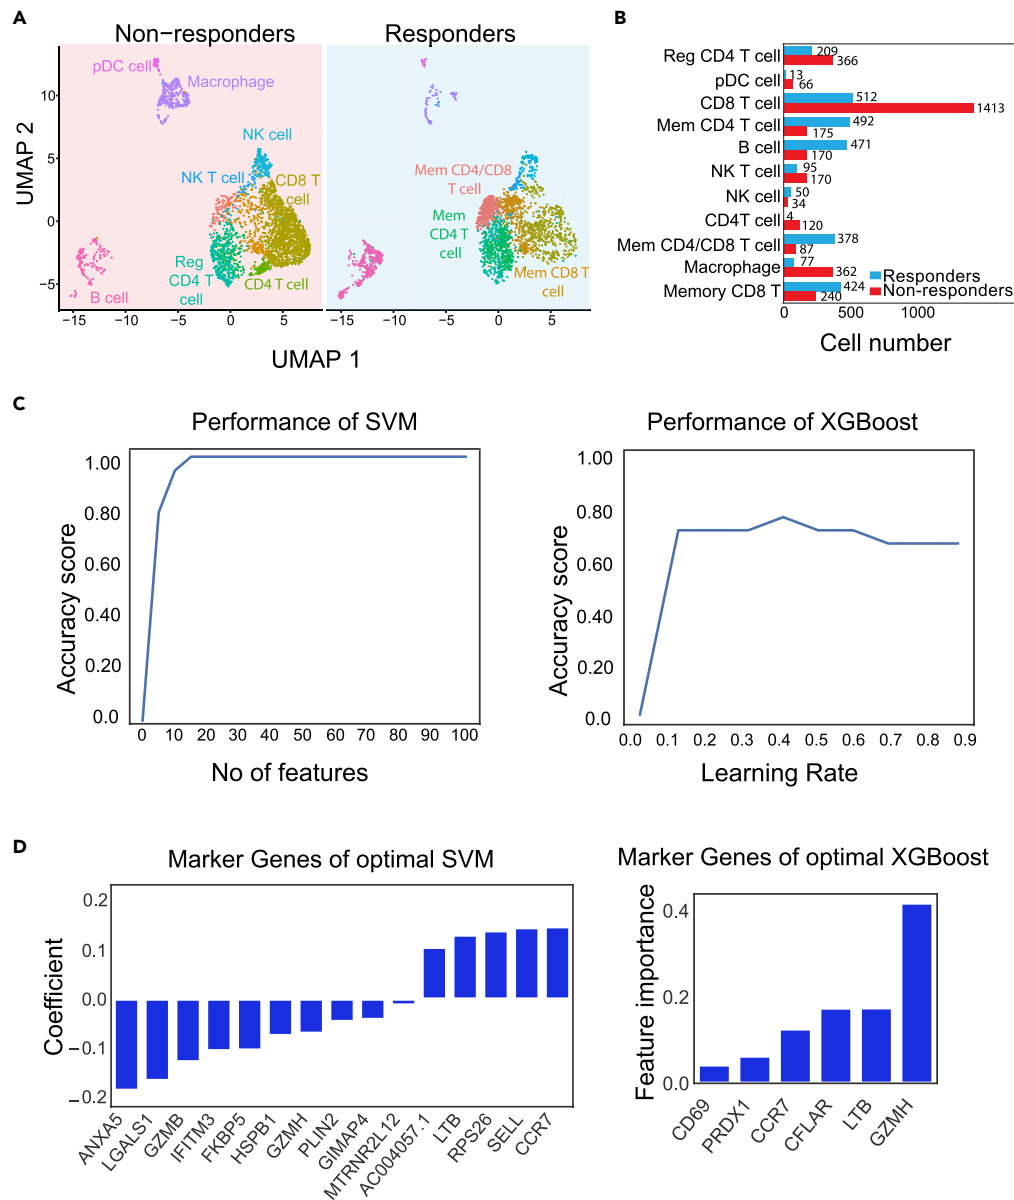 A
Non−responders
Responders
UMAP 2
10
5
0
−5
pDC cell
Macrophage
NK cell
NK T cell
CD8 T
cell
Reg
CD4 T
cell
CD4 T cell
B cell
Mem CD4/CD8
T cell
Mem
CD4 T
cell
Mem CD8 T
cell
−15
−10
−5
0
5
−15
−10
−5
0
5
UMAP 1
B
Reg CD4 T cell
209
366
pDC cell
13
66
CD8 T cell
512
1413
Mem CD4 T cell
492
175
B cell
471
170
NK T cell
95
170
NK cell
50
34
CD4T cell
4
120
Mem CD4/CD8 T cell
378
87
Macrophage
77
362
Memory CD8 T
424
240
Responders
Non-responders
0
500
1000
Cell number
C
Performance of SVM
Accuracy score
1.00
0.80
0.60
0.40
0.20
0.0
0 10 20 30 40 50 60 70 80 90 100
No of features
Performance of XGBoost
Accuracy score
1.00
0.80
0.60
0.40
0.20
0.0
0.0 0.1 0.2 0.3 0.4 0.5 0.6 0.7 0.8 0.9
Learning Rate
D
Marker Genes of optimal SVM
Coefficient
0.2
0.1
0.0
−0.1
−0.2
ANXA5
LGALS1
GZMB
IFITM3
FKBP5
HSPB1
GZMH
PLIN2
GIMAP4
MTRNR2L12
AC004057.1
LTB
RPS26
SELL
CCR7
Marker Genes of optimal XGBoost
Feature importance
0.4
0.2
0.0
CD69
PRDX1
CCR7
CFLAR
LTB
GZMH